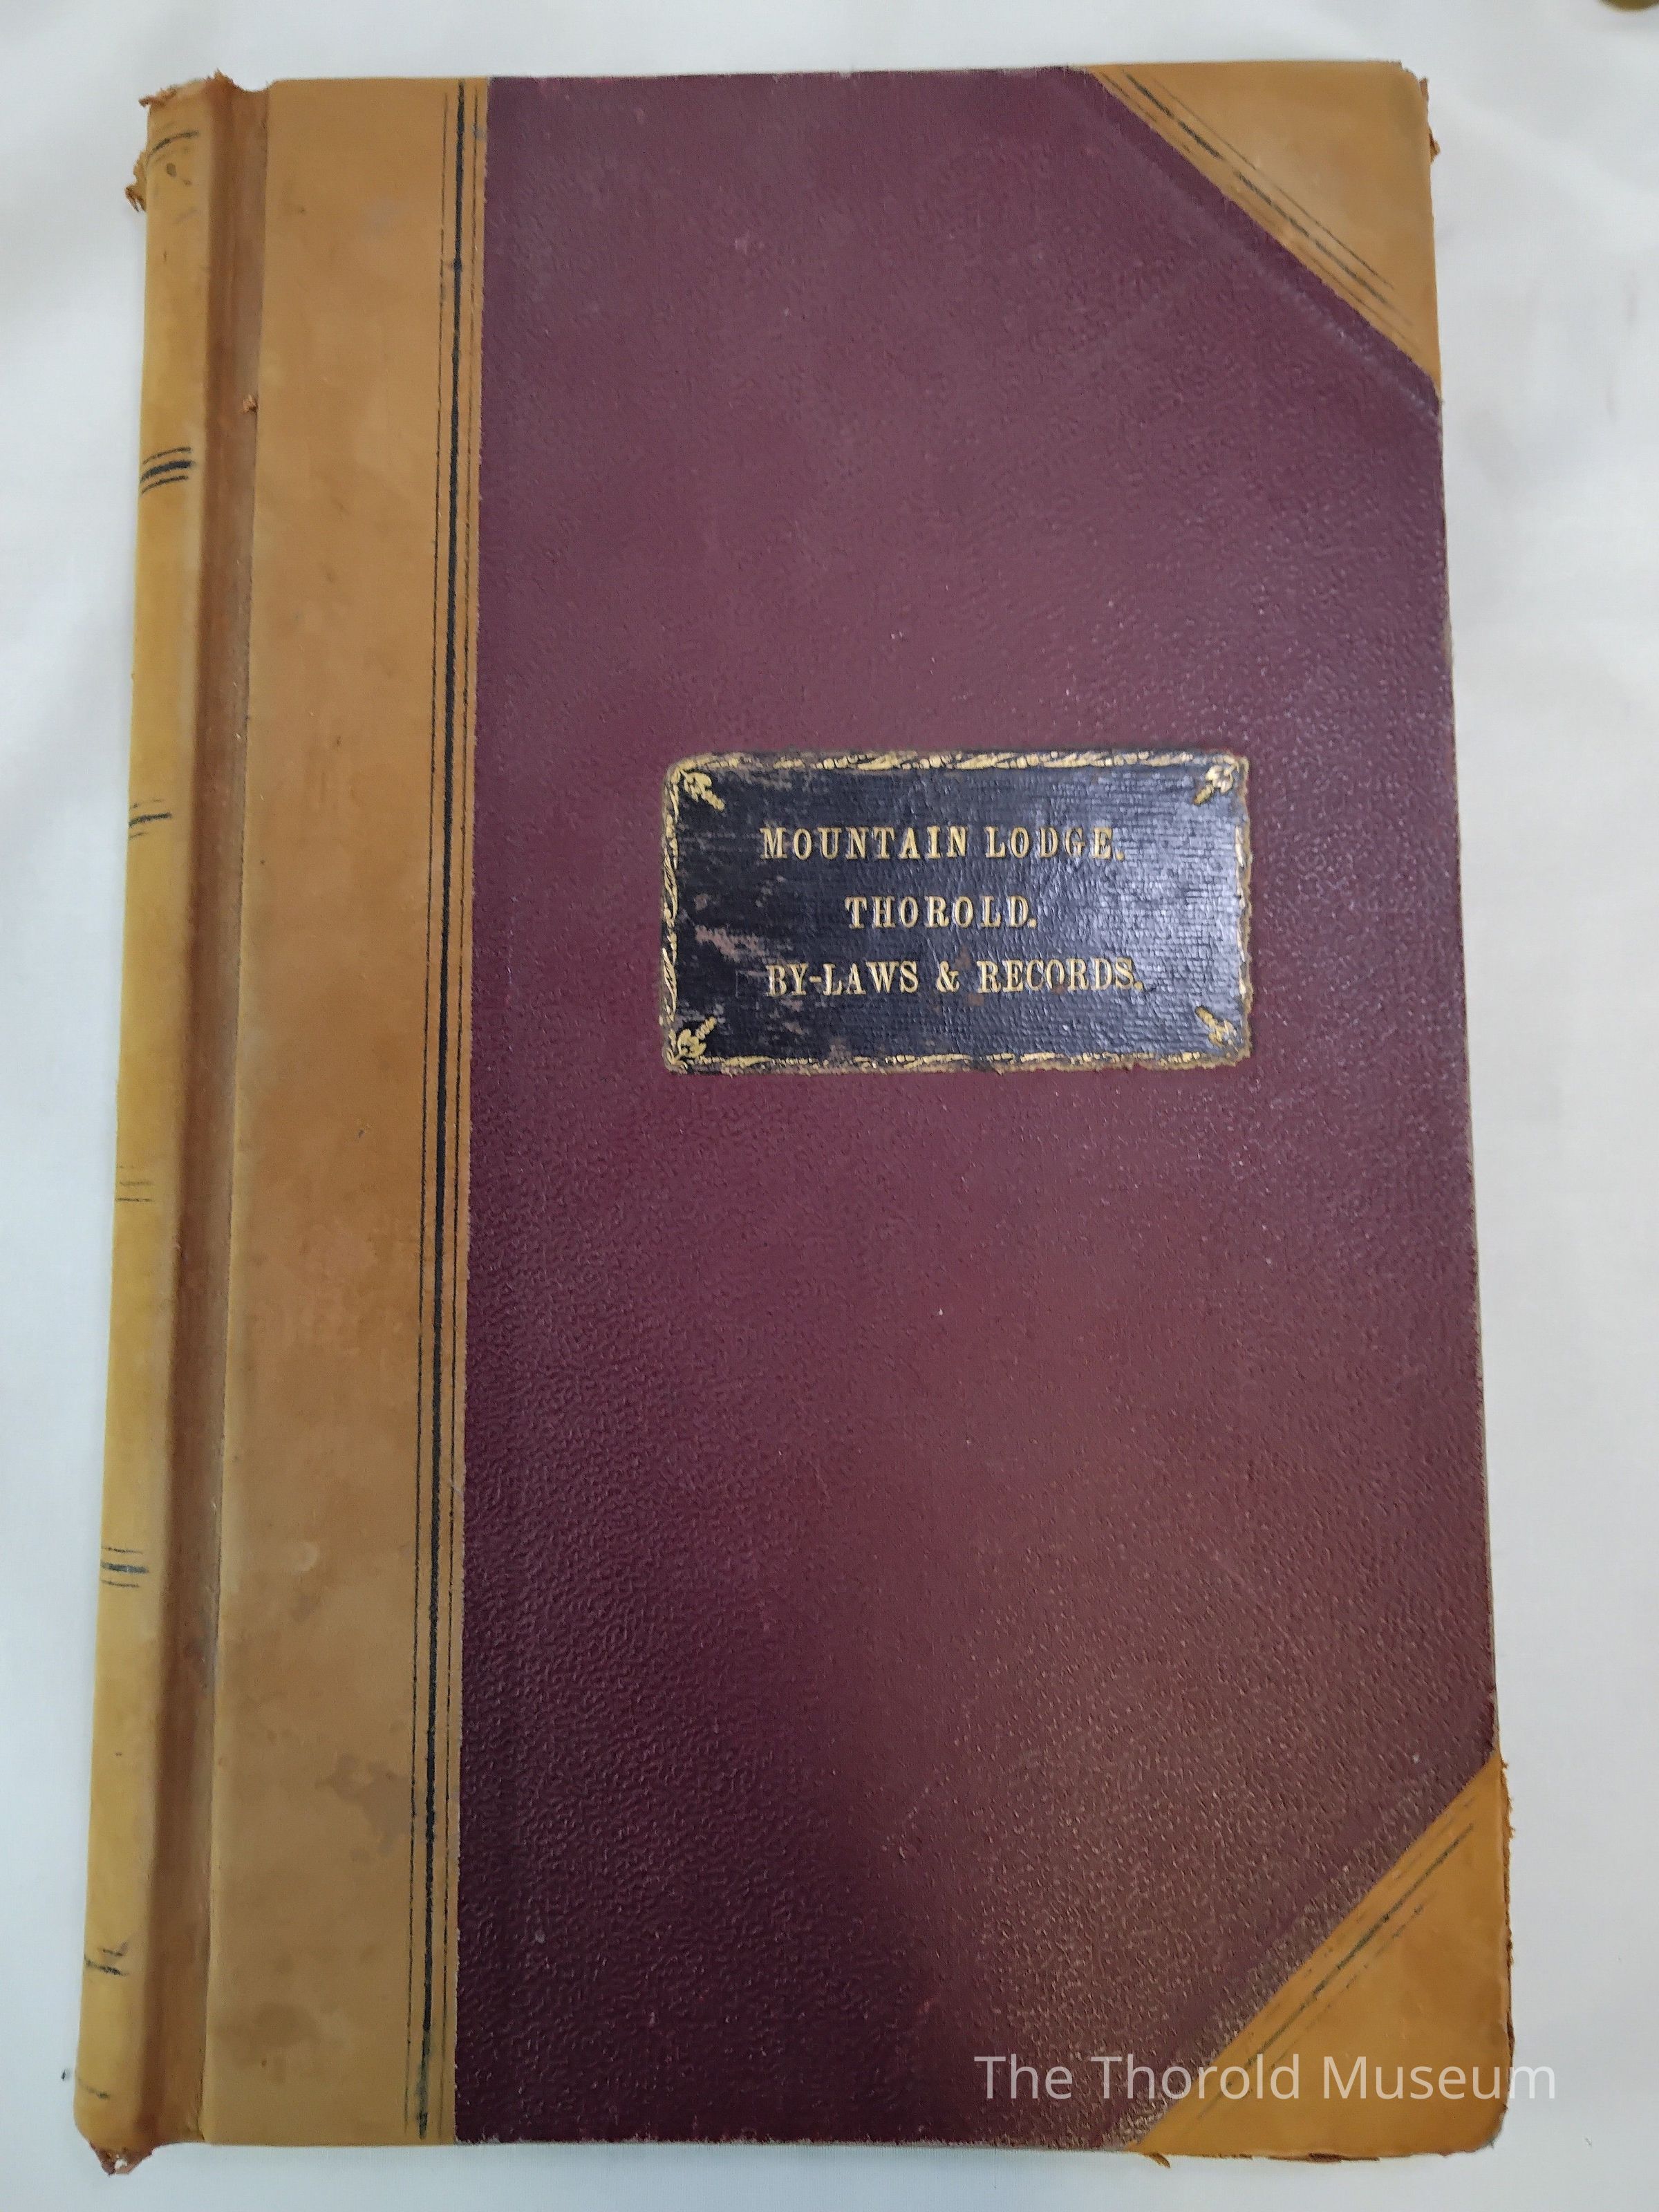 MOUNTAIN LODGE.
THOROLD.
BY-LAWS & RECORDS.
The Thorold Museum